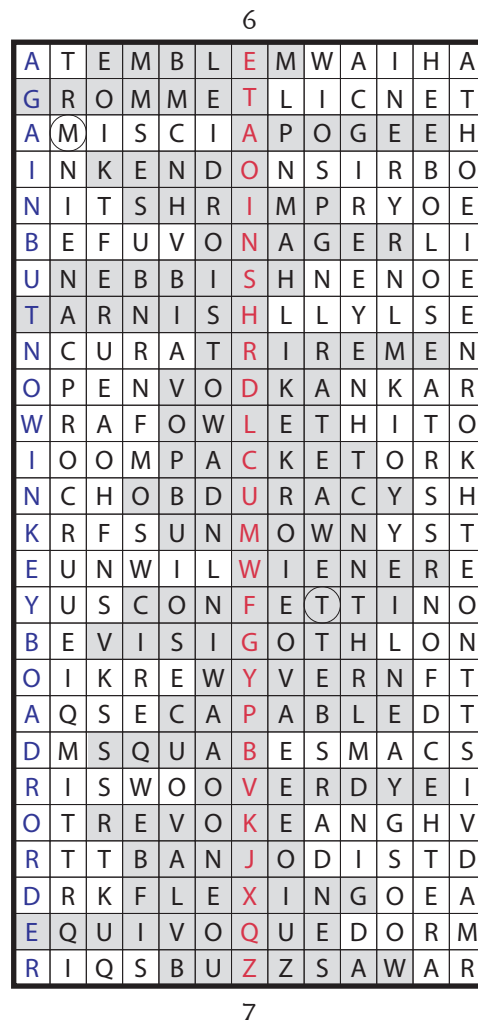 6
A T E M B L E M W A I H A
G R O M M E T L I C N E T
A M I S C I A P O G E E H
I N K E N D O N S I R B O
N I T S H R I M P R Y O E
B E F U V O N A G E R L I
U N E B B I S H N E N O E
T A R N I S H L L Y L S E
N C U R A T R I R E M E N
O P E N V O D K A N K A R
W R A F O W L E T H I T O
I O O M P A C K E T O R K
N C H O B D U R A C Y S H
K R F S U N M O W N Y S T
E U N W I L W I E N E R E
Y U S C O N F E T T I N O
B E V I S I G O T H L O N
O I K R E W Y V E R N F T
A Q S E C A P A B L E D T
D M S Q U A B E S M A C S
R I S W O O V E R D Y E I
O T R E V O K E A N G H V
R T T B A N J O D I S T D
D R K F L E X I N G O E A
E Q U I V O Q U E D O R M
R I Q S B U Z Z S A W A R
7